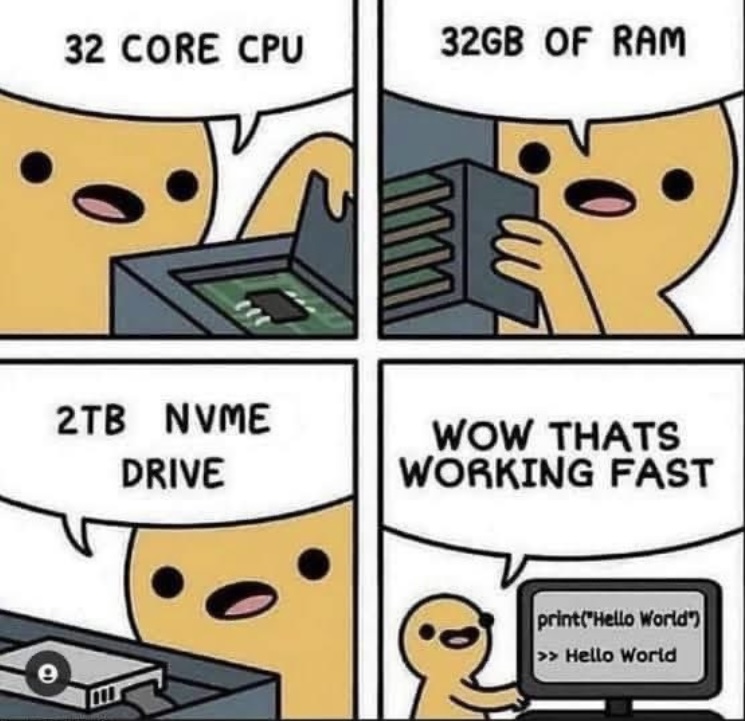 32 CORE CPU
32GB OF RAM
2TB NVME
DRIVE
WOW THATS
WORKING FAST
print("Hello World")
>> Hello World